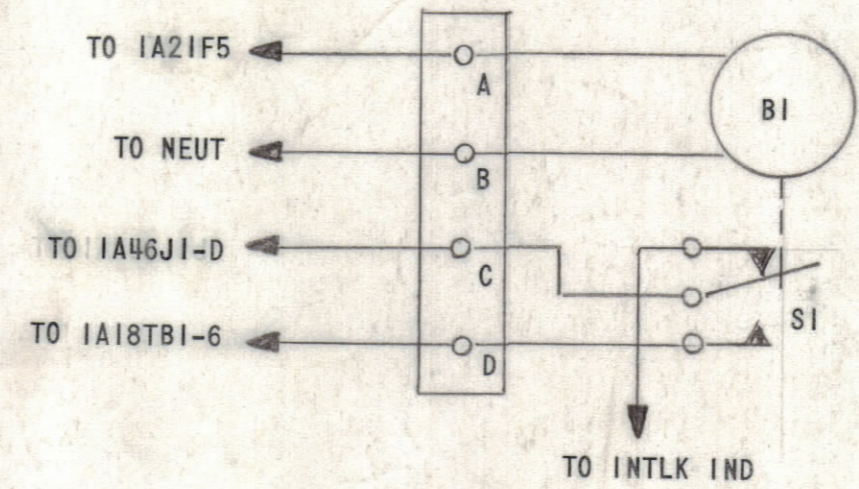 TO 1A21F5
A
B1
TO NEUT
B
TO 1A46J1-D
C
S1
TO 1A18TB1-6
D
TO INTLK IND